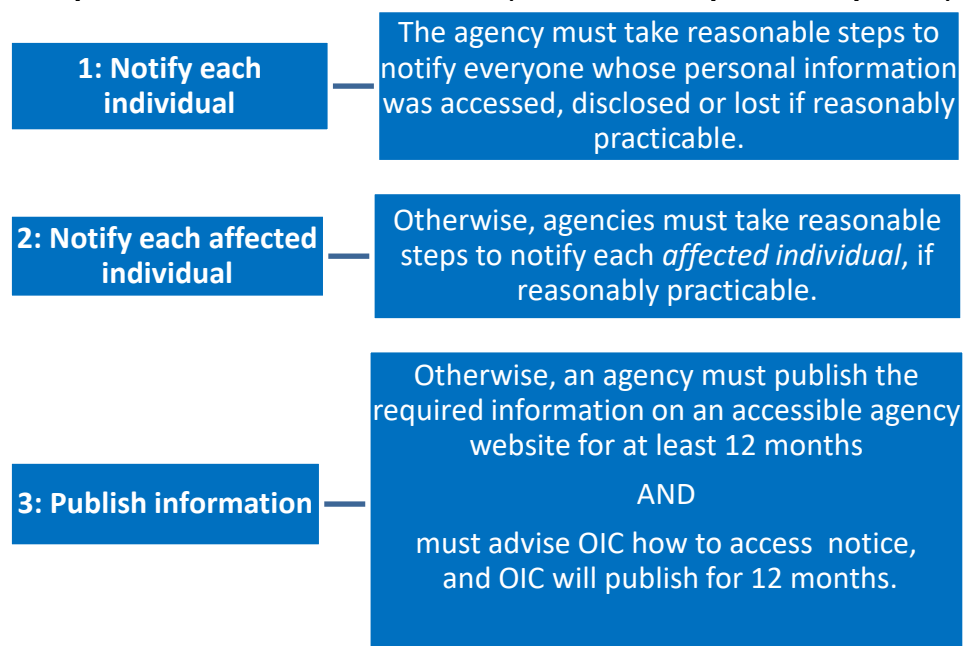 1: Notify each
individual
The agency must take reasonable steps to
notify everyone whose personal information
was accessed, disclosed or lost if reasonably
practicable.
2: Notify each affected
individual
Otherwise, agencies must take reasonable
steps to notify each affected individual, if
reasonably practicable.
3: Publish information
Otherwise, an agency must publish the
required information on an accessible agency
website for at least 12 months
AND
must advise OIC how to access notice,
and OIC will publish for 12 months.